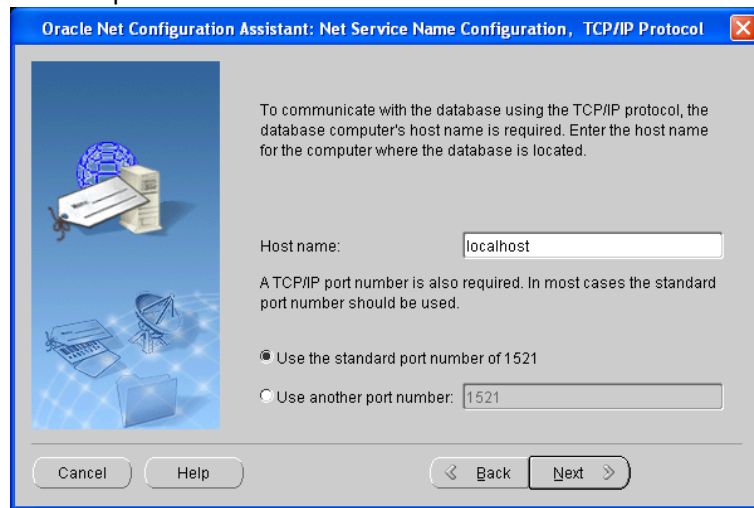 Oracle Net Configuration Assistant: Net Service Name Configuration, TCP/IP Protocol
To communicate with the database using the TCP/IP protocol, the
database computer's host name is required. Enter the host name
for the computer where the database is located.
Host name: localhost
A TCP/IP port number is also required. In most cases the standard
port number should be used.
Use the standard port number of 1521
Use another port number: 1521
Cancel Help Back Next